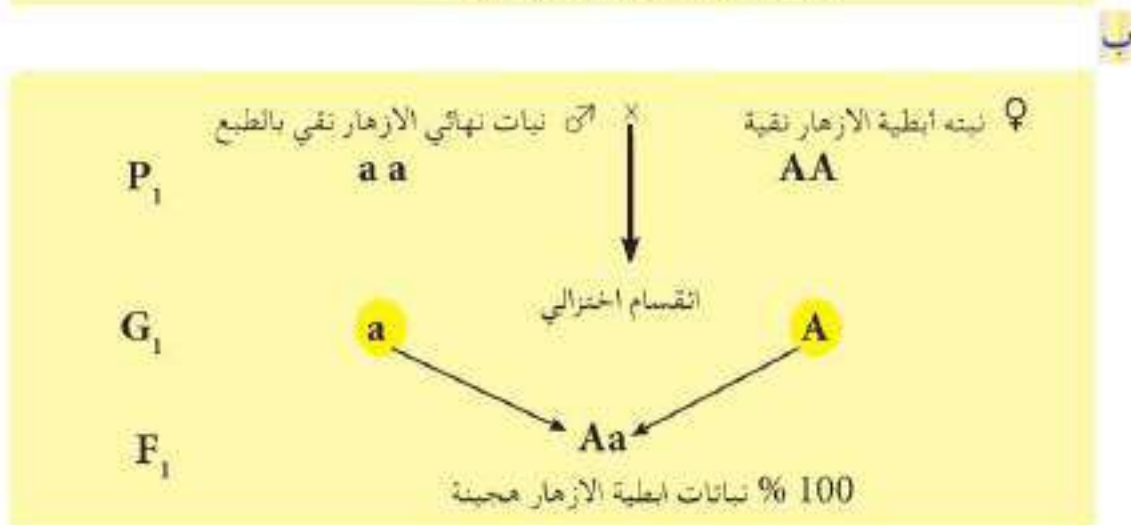 ب
♀ نبته أبطية الازهار نقية × ♂ نبات نهائي الازهار نقي بالطبع
AA a a P1
انقسام اختزالي
A a G1
Aa F1
100 % نباتات ابطية الازهار هجينة